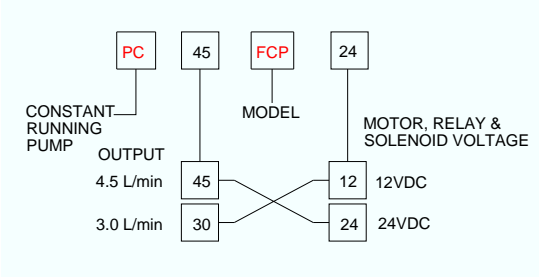 PC 45 FCP 24
CONSTANT
RUNNING
PUMP
MODEL
MOTOR, RELAY &
SOLENOID VOLTAGE
OUTPUT
4.5 L/min 45 12 12VDC
3.0 L/min 30 24 24VDC